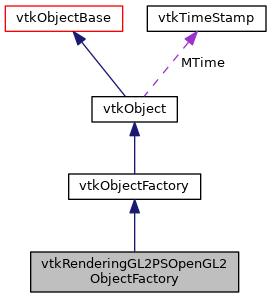 vtkObjectBase
vtkTimeStamp
MTime
vtkObject
vtkObjectFactory
vtkRenderingGL2PSOpenGL2
ObjectFactory